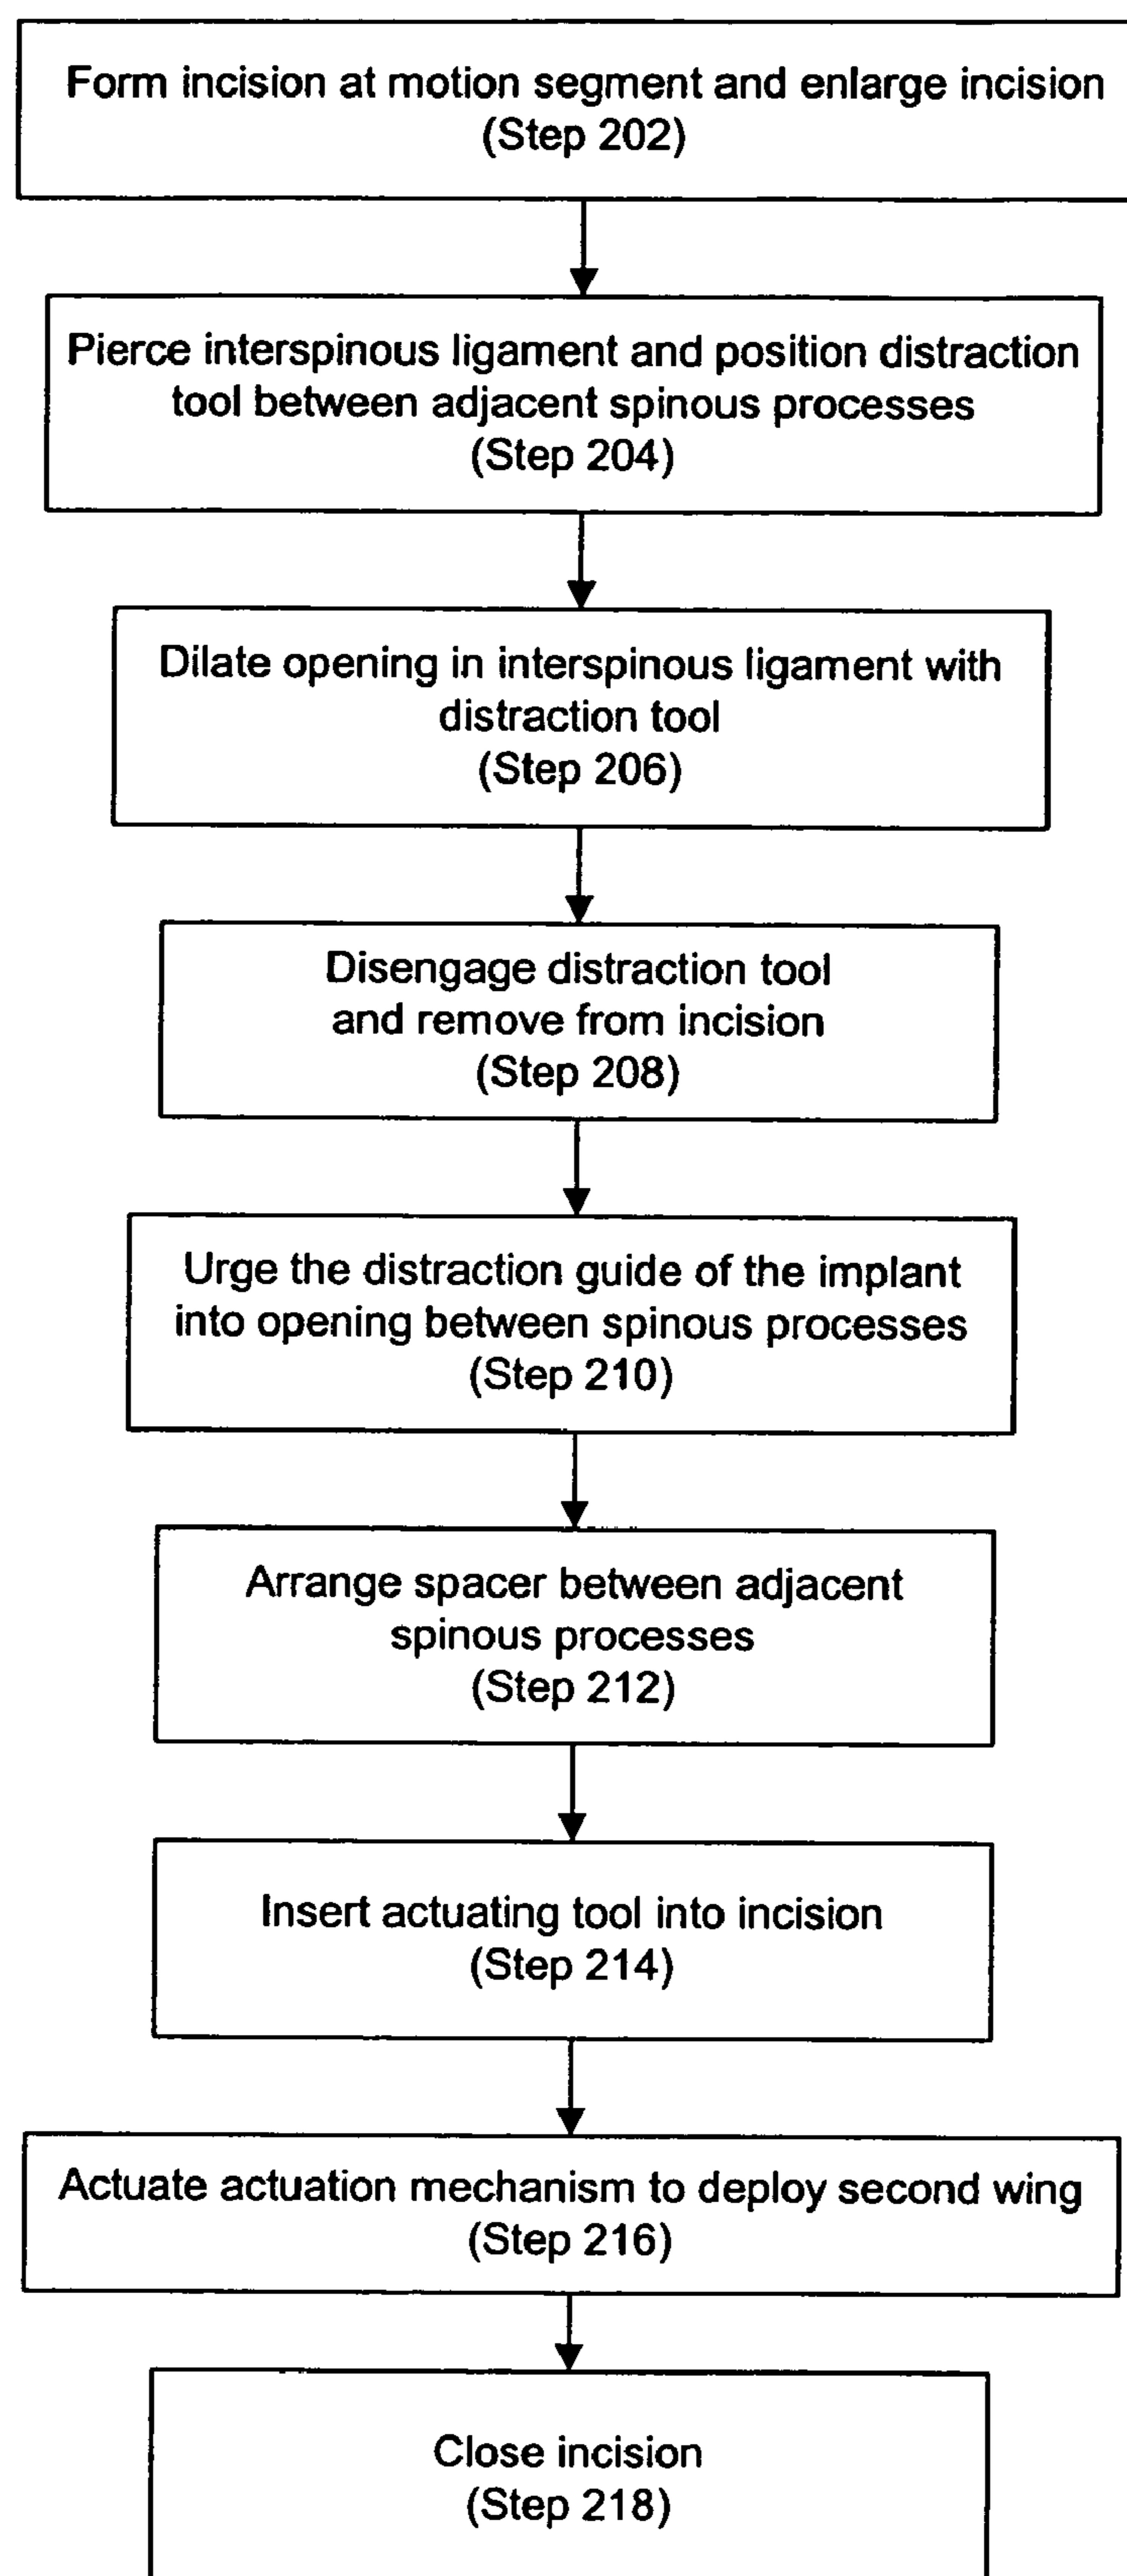 Form incision at motion segment and enlarge incision
(Step 202)
Pierce interspinous ligament and position distraction
tool between adjacent spinous processes
(Step 204)
Dilate opening in interspinous ligament with
distraction tool
(Step 206)
Disengage distraction tool
and remove from incision
(Step 208)
Urge the distraction guide of the implant
into opening between spinous processes
(Step 210)
Arrange spacer between adjacent
spinous processes
(Step 212)
Insert actuating tool into incision
(Step 214)
Actuate actuation mechanism to deploy second wing
(Step 216)
Close incision
(Step 218)